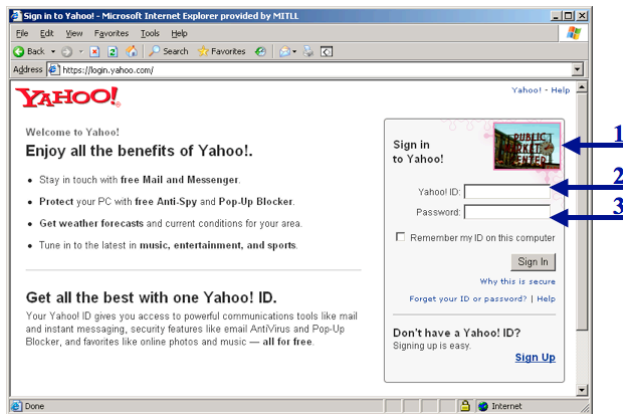 Sign in to Yahoo! - Microsoft Internet Explorer provided by MITLL
File Edit View Favorites Tools Help
Back Search Favorites
Address https://login.yahoo.com/
YAHOO!
Yahoo! - Help
Welcome to Yahoo!
Enjoy all the benefits of Yahoo!.
• Stay in touch with free Mail and Messenger.
• Protect your PC with free Anti-Spy and Pop-Up Blocker.
• Get weather forecasts and current conditions for your area.
• Tune in to the latest in music, entertainment, and sports.
Get all the best with one Yahoo! ID.
Your Yahoo! ID gives you access to powerful communications tools like mail
and instant messaging, security features like email AntiVirus and Pop-Up
Blocker, and favorites like online photos and music — all for free.
Sign in
to Yahoo!
PUBLIC
MARKET
CENTER
1
Yahoo! ID:
2
Password:
3
Remember my ID on this computer
Sign In
Why this is secure
Forget your ID or password? | Help
Don't have a Yahoo! ID?
Signing up is easy.
Sign Up
Done
Internet